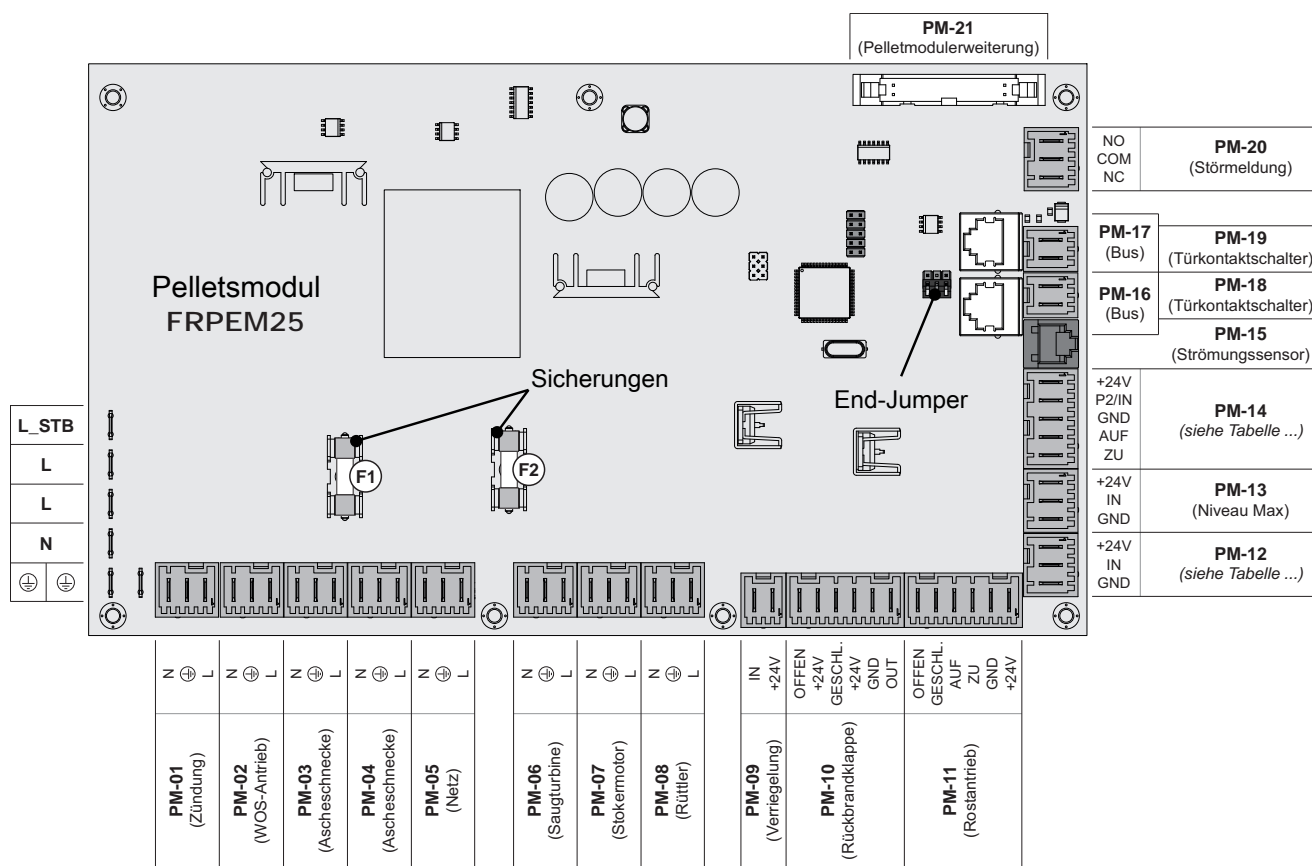 PM-21
(Pelletmodulerweiterung)
NO
COM
NC
PM-20
(Störmeldung)
PM-17
(Bus)
PM-19
(Türkontaktschalter)
PM-16
(Bus)
PM-18
(Türkontaktschalter)
PM-15
(Strömungssensor)
+24V
P2/IN
GND
AUF
ZU
PM-14
(siehe Tabelle ...)
+24V
IN
GND
PM-13
(Niveau Max)
+24V
IN
GND
PM-12
(siehe Tabelle ...)
Pelletsmodul
FRPEM25
Sicherungen
End-Jumper
F1
F2
L_STB
L
L
N
N L
N L
N L
N L
N L
N L
N L
N L
IN
+24V
OFFEN
+24V
GESCHL.
+24V
GND
OUT
OFFEN
GESCHL.
AUF
ZU
GND
+24V
PM-01
(Zündung)
PM-02
(WOS-Antrieb)
PM-03
(Ascheschnecke)
PM-04
(Ascheschnecke)
PM-05
(Netz)
PM-06
(Saugturbine)
PM-07
(Stokermotor)
PM-08
(Rüttler)
PM-09
(Verriegelung)
PM-10
(Rückbrandklappe)
PM-11
(Rostantrieb)